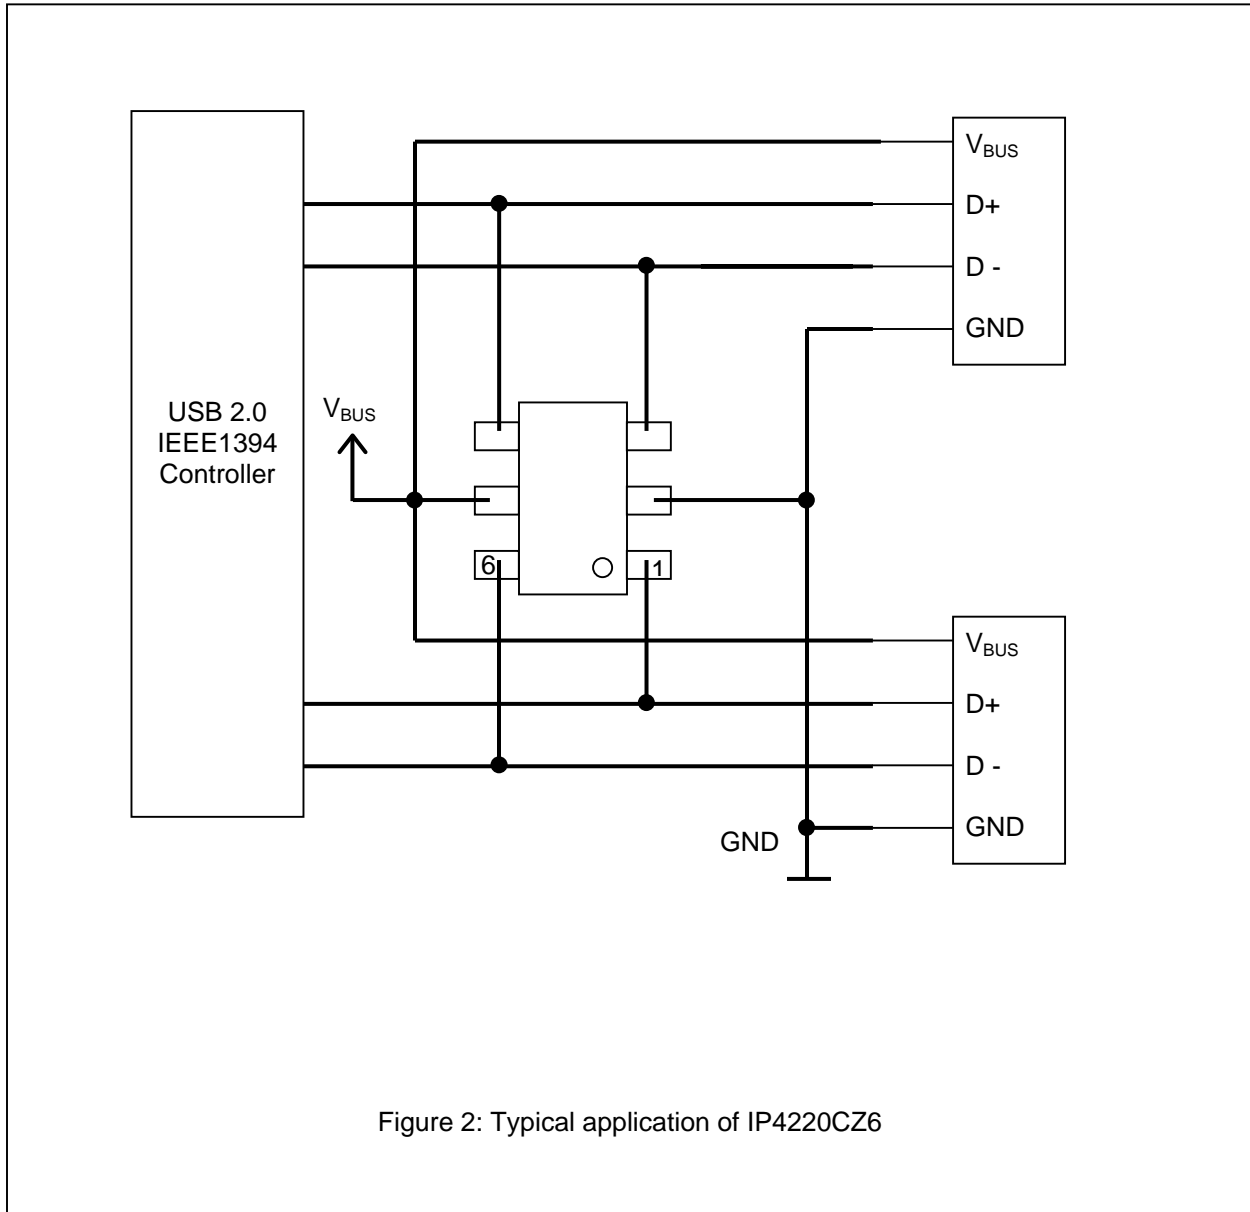 V_BUS
D+
D -
GND
USB 2.0
IEEE1394
Controller
V_BUS
6
1
V_BUS
D+
D -
GND
GND
Figure 2: Typical application of IP4220CZ6